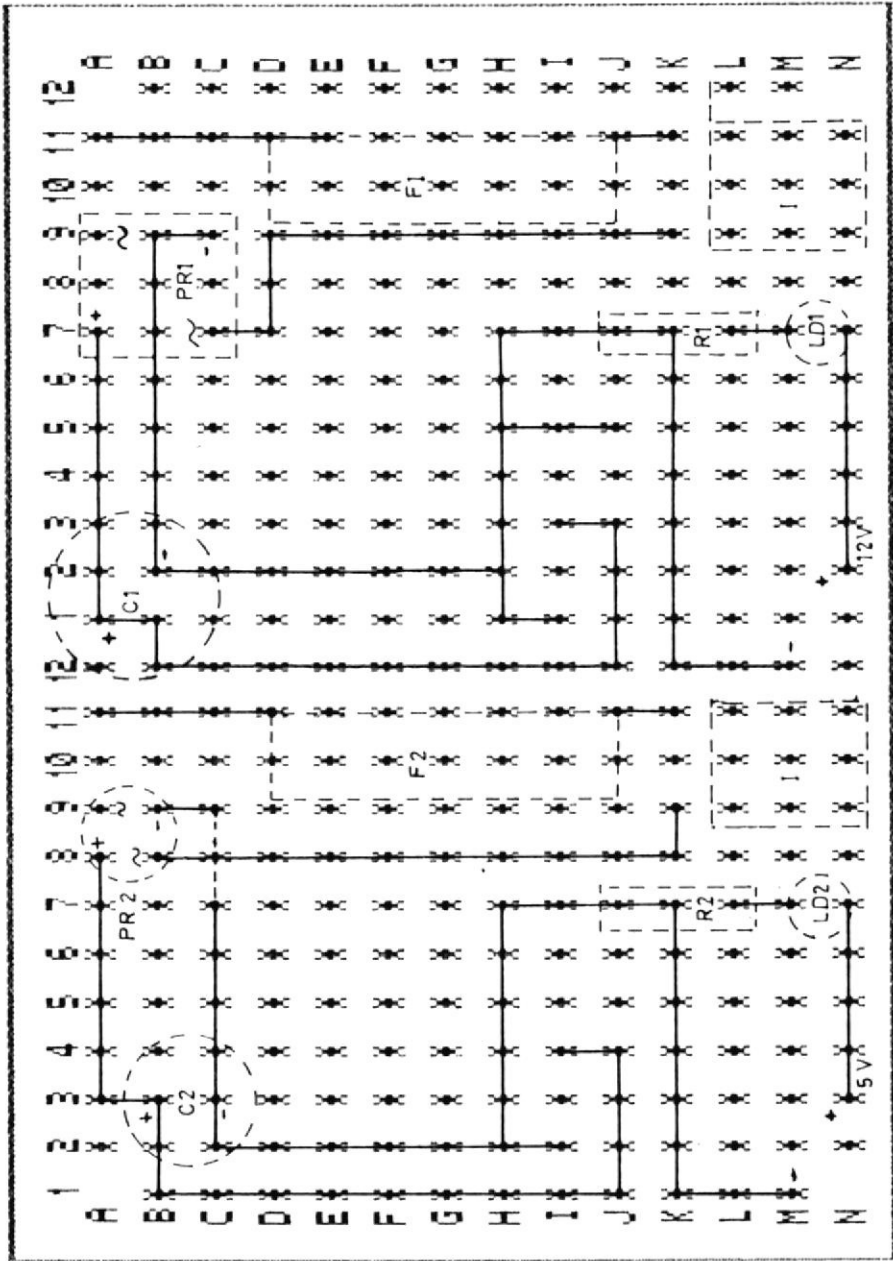 1 2 3 4 5 6 7 8 9 10 11 12 1 2 3 4 5 6 7 8 9 10 11 12
A + + + A
PR 2 ~ C1 ~
B + ~ - - B
C C2 ~ PR1 - C
-
D D
E E
F F2 F1 F
G G
H H
I I
J J
K R2 R1 K
L L
M - I - I M
LD2 LD1
+ +
N 5V 12V N